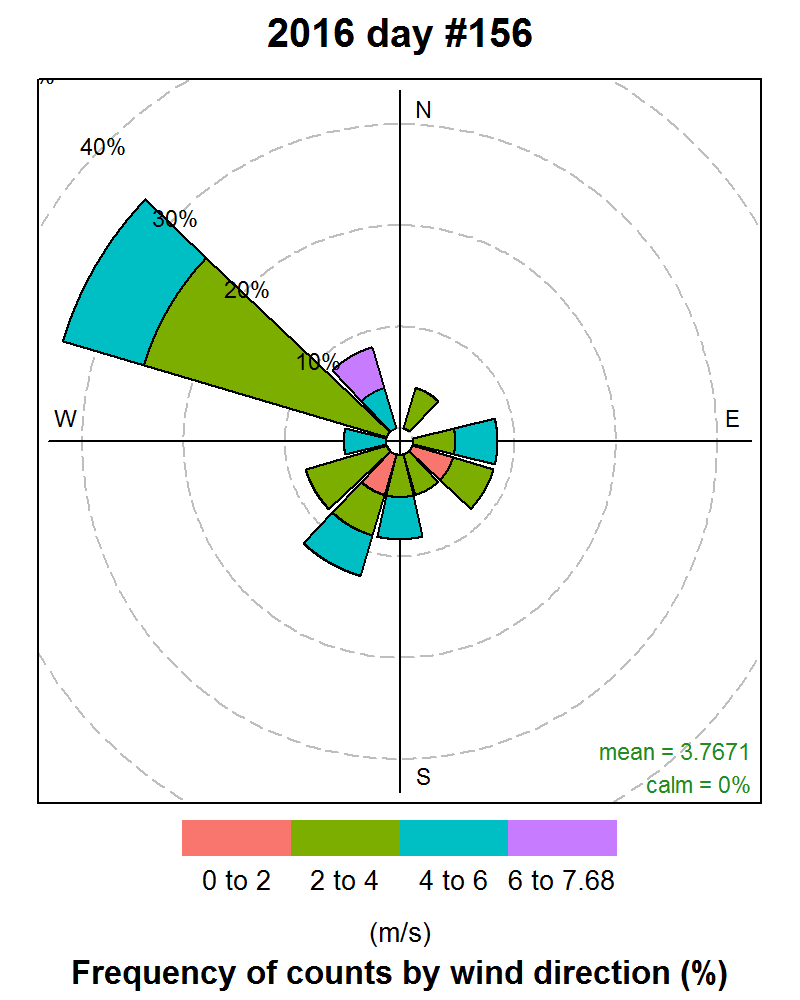 2016 day #156
%
N
40%
30%
20%
10%
W
E
S
mean = 3.7671
calm = 0%
0 to 2 2 to 4 4 to 6 6 to 7.68
(m/s)
Frequency of counts by wind direction (%)